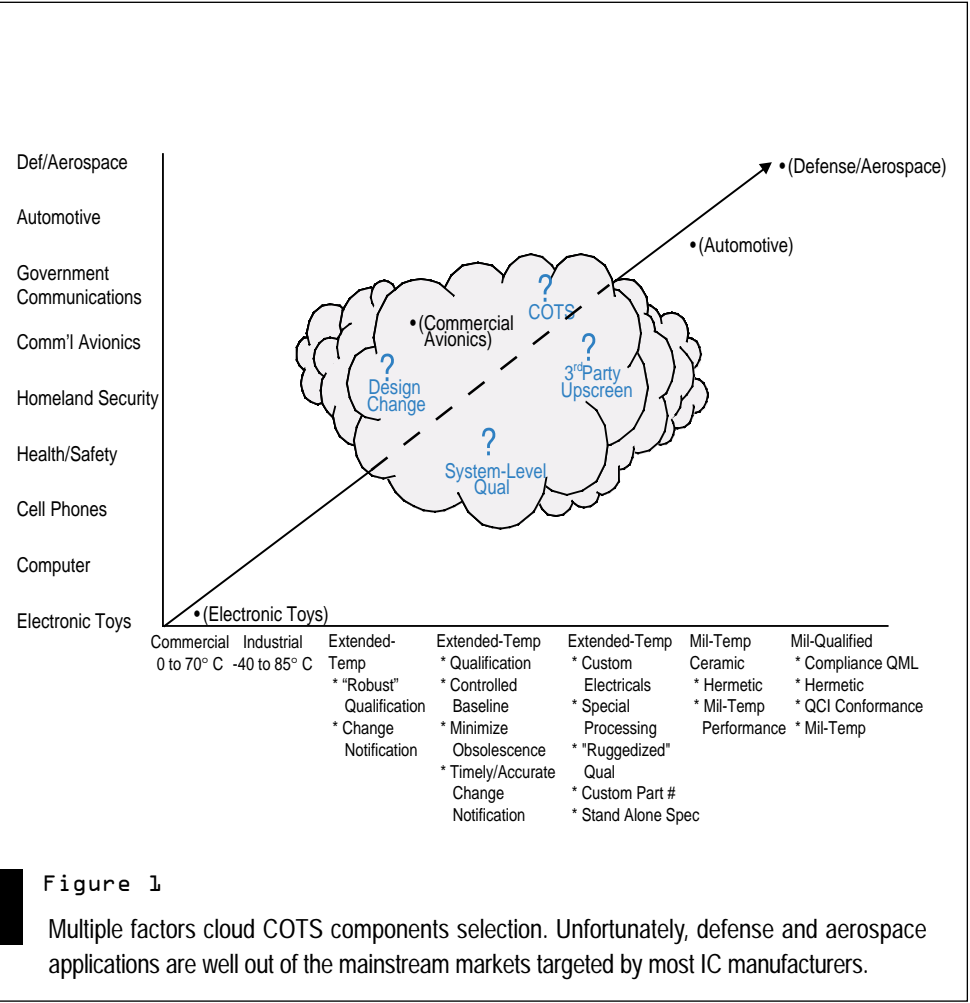 Def/Aerospace
Automotive
Government
Communications
Comm'l Avionics
Homeland Security
Health/Safety
Cell Phones
Computer
Electronic Toys
•(Defense/Aerospace)
•(Automotive)
?
COTS
•(Commercial
Avionics)
?
3rdParty
Upscreen
?
Design
Change
?
System-Level
Qual
•(Electronic Toys)
Commercial
0 to 70° C
Industrial
-40 to 85° C
Extended-
Temp
* “Robust”
Qualification
* Change
Notification
Extended-Temp
* Qualification
* Controlled
Baseline
* Minimize
Obsolescence
* Timely/Accurate
Change
Notification
Extended-Temp
* Custom
Electricals
* Special
Processing
* "Ruggedized"
Qual
* Custom Part #
* Stand Alone Spec
Mil-Temp
Ceramic
* Hermetic
* Mil-Temp
Performance
Mil-Qualified
* Compliance QML
* Hermetic
* QCI Conformance
* Mil-Temp
Figure 1
Multiple factors cloud COTS components selection. Unfortunately, defense and aerospace
applications are well out of the mainstream markets targeted by most IC manufacturers.